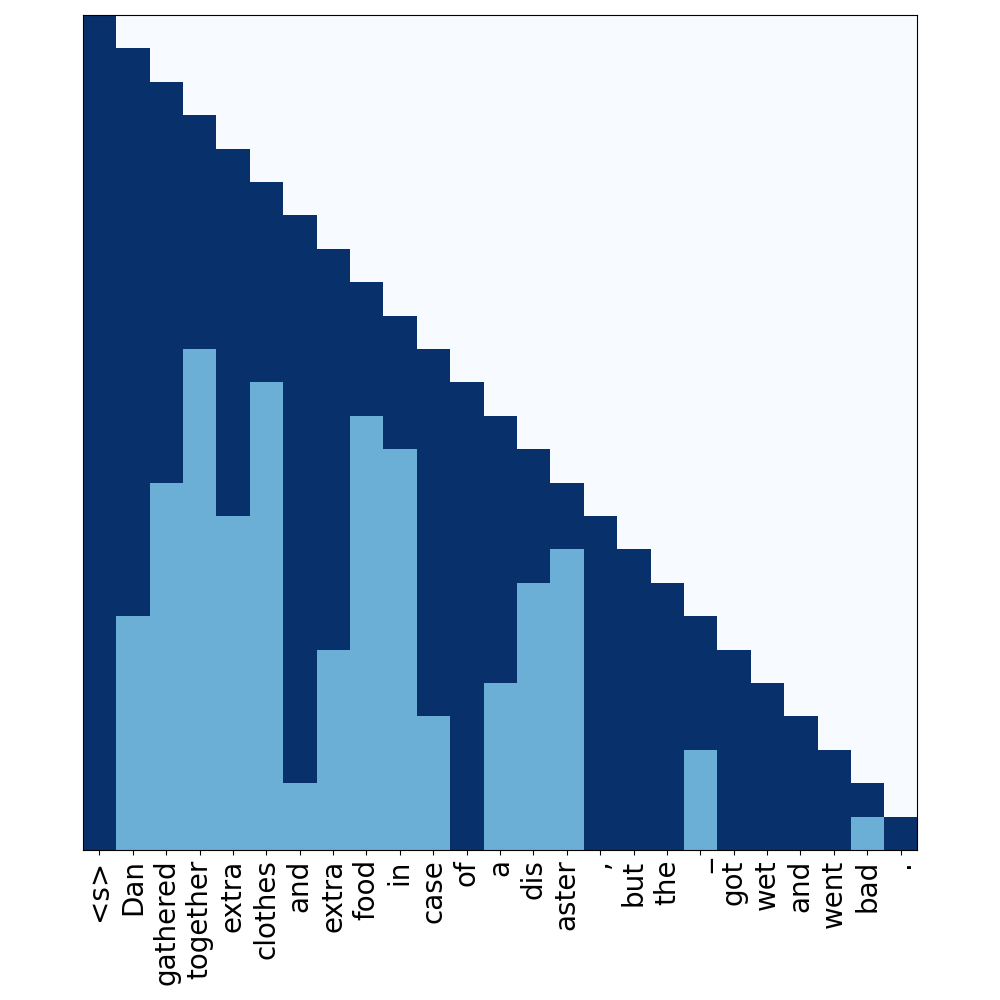 <s>
Dan
gathered
together
extra
clothes
and
extra
food
in
case
of
a
dis
aster
,
but
the
_
got
wet
and
went
bad
.